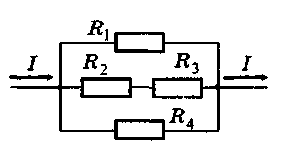 R₁
I R₂ R₃ I
R₄